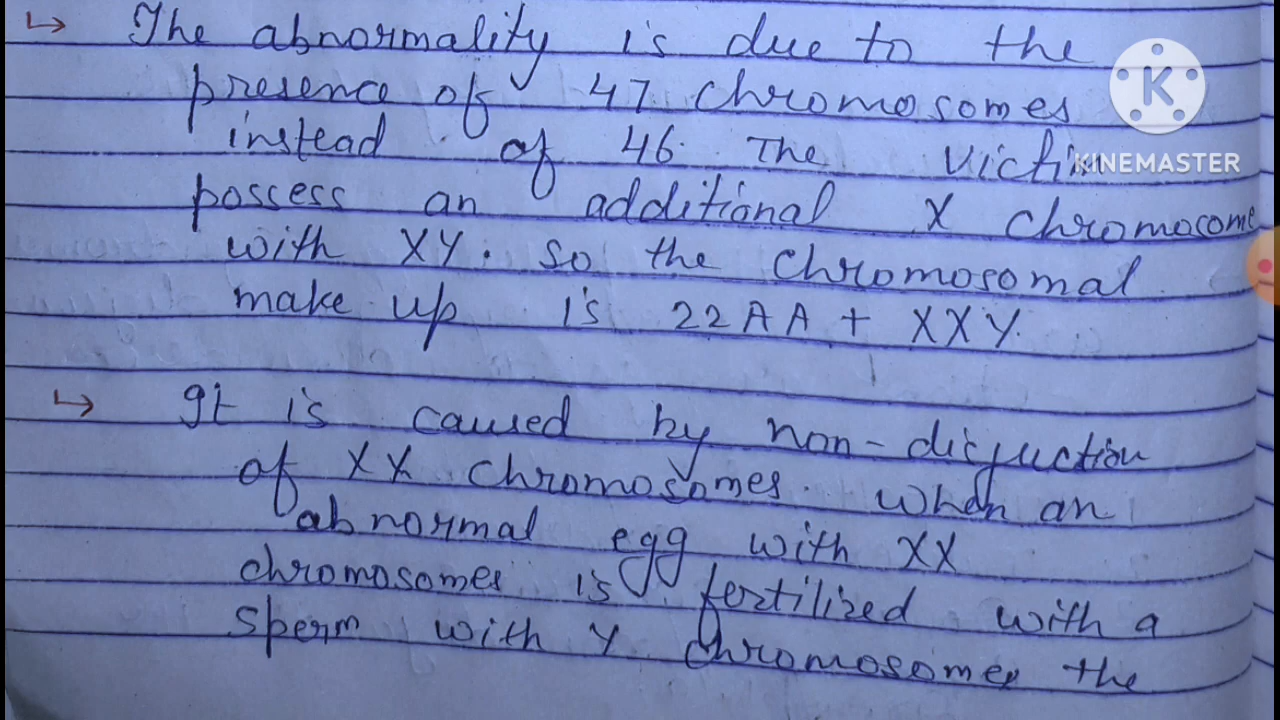 ↳ The abnormality is due to the
presence of 47 chromosomes
instead of 46. The victim
possess an additional X chromosome
with XY. So the chromosomal
make up is 22AA + XXY.
↳ It is caused by non-disjuction
of XX chromosomes. When an
abnormal egg with XX
chromosomes is fertilized with a
sperm with Y chromosomes the
K
KINEMASTER